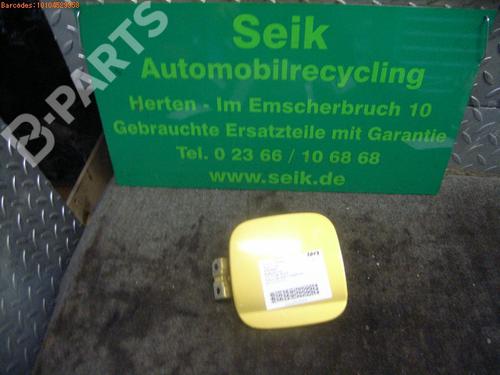 Barcodes:10104529958
B-PARTS
Seik
Automobilrecycling
Herten - Im Emscherbruch 10
Gebrauchte Ersatzteile mit Garantie
Tel. 0 23 66 / 10 68 68
www.seik.de